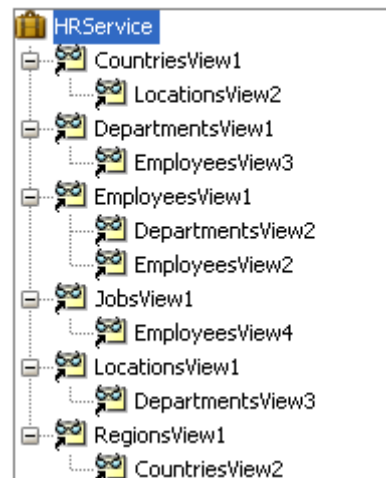 HRService
CountriesView1
LocationsView2
DepartmentsView1
EmployeesView3
EmployeesView1
DepartmentsView2
EmployeesView2
JobsView1
EmployeesView4
LocationsView1
DepartmentsView3
RegionsView1
CountriesView2